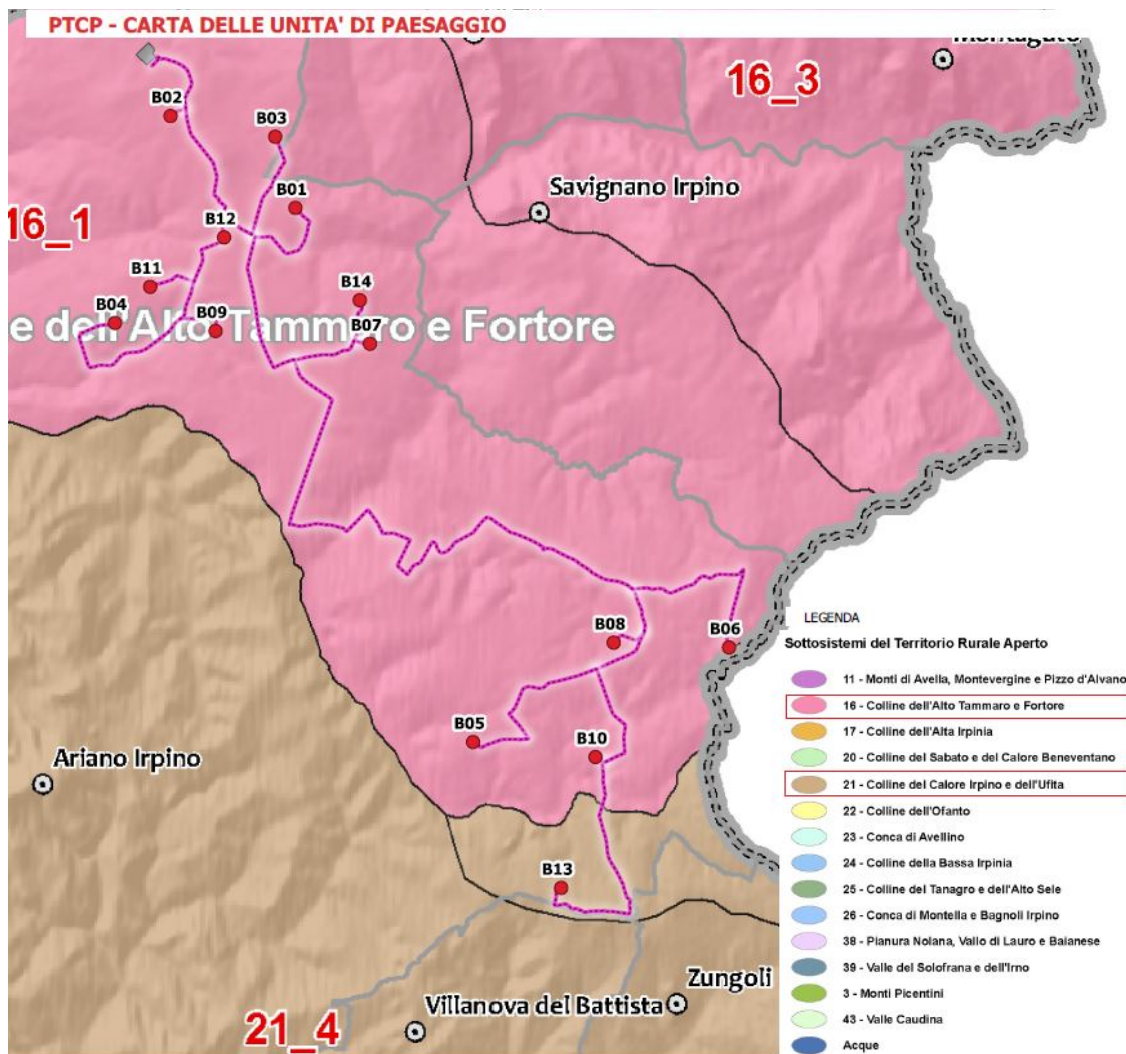 PTCP - CARTA DELLE UNITA' DI PAESAGGIO
16_3
B02
B03
Savignano Irpino
B01
16_1
B12
B11
B14
B04
B09
B07
e dell'Alto Tammaro e Fortore
B08
B06
B05
B10
Ariano Irpino
B13
Zungoli
Villanova del Battista
21_4
LEGENDA
Sottosistemi del Territorio Rurale Aperto
11 - Monti di Avella, Montevergine e Pizzo d'Alvano
16 - Colline dell'Alto Tammaro e Fortore
17 - Colline dell'Alta Irpinia
20 - Colline del Sabato e del Calore Beneventano
21 - Colline del Calore Irpino e dell'Ufita
22 - Colline dell'Ofanto
23 - Conca di Avellino
24 - Colline della Bassa Irpinia
25 - Colline del Tanagro e dell'Alto Sele
26 - Conca di Montella e Bagnoli Irpino
38 - Pianura Nolana, Vallo di Lauro e Baianese
39 - Valle del Solofrana e dell'Irno
3 - Monti Picentini
43 - Valle Caudina
Acque